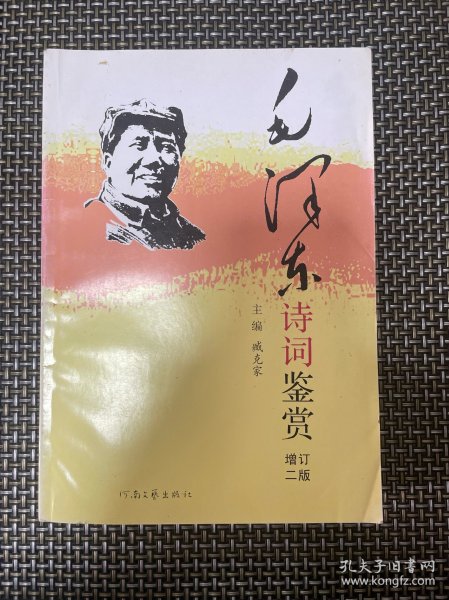 毛泽东
诗词鉴赏
增订
二版
主编 臧克家
河南文艺出版社
孔夫子旧书网
www.kongfz.com